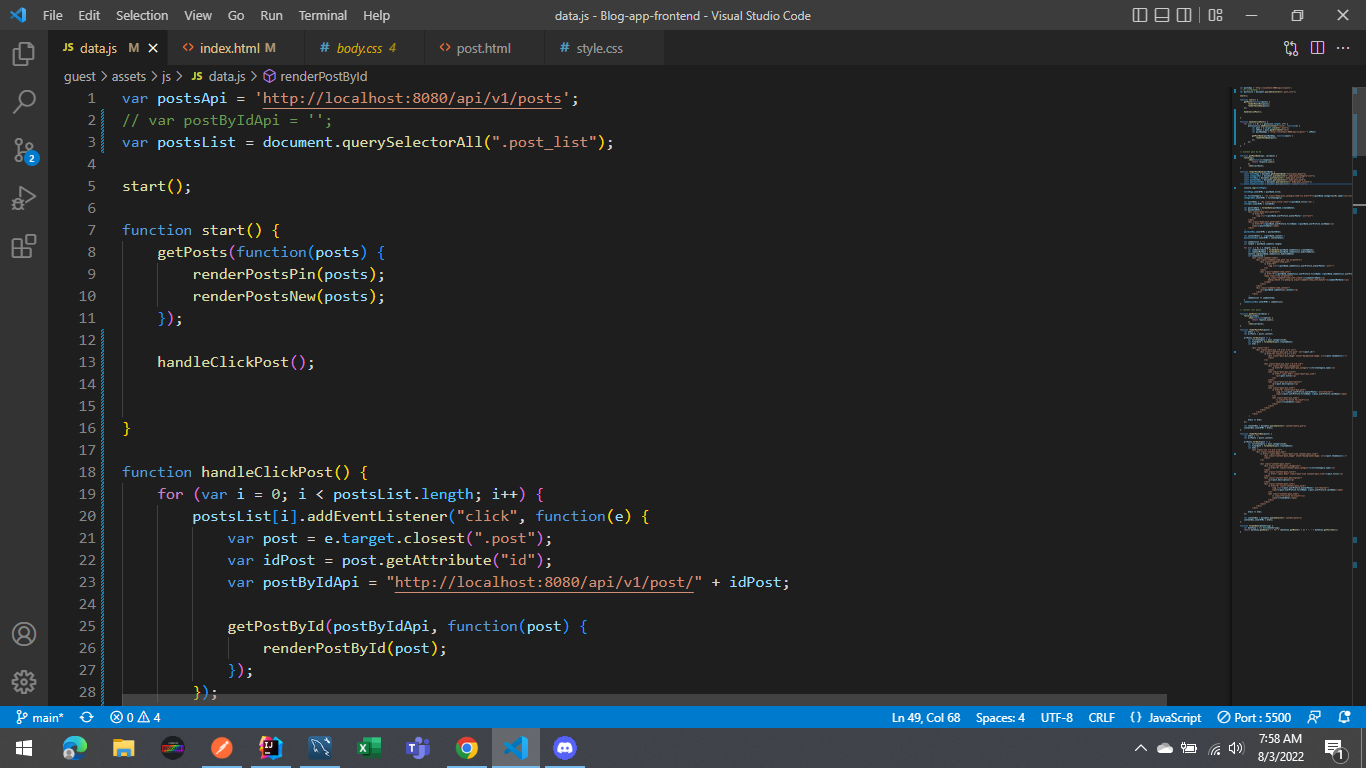 File Edit Selection View Go Run Terminal Help data.js - Blog-app-frontend - Visual Studio Code
JS data.js M <> index.html M # body.css 4 <> post.html # style.css
guest > assets > js > JS data.js > renderPostById
1 var postsApi = 'http://localhost:8080/api/v1/posts';
2 // var postByIdApi = '';
3 var postsList = document.querySelectorAll(".post_list");
4
5 start();
6
7 function start() {
8 getPosts(function(posts) {
9 renderPostsPin(posts);
10 renderPostsNew(posts);
11 });
12
13 handleClickPost();
14
15
16 }
17
18 function handleClickPost() {
19 for (var i = 0; i < postsList.length; i++) {
20 postsList[i].addEventListener("click", function(e) {
21 var post = e.target.closest(".post");
22 var idPost = post.getAttribute("id");
23 var postByIdApi = "http://localhost:8080/api/v1/post/" + idPost;
24
25 getPostById(postByIdApi, function(post) {
26 renderPostById(post);
27 });
28 });
2
main* 0 4 Ln 49, Col 68 Spaces: 4 UTF-8 CRLF {} JavaScript Port : 5500
7:58 AM
8/3/2022
1